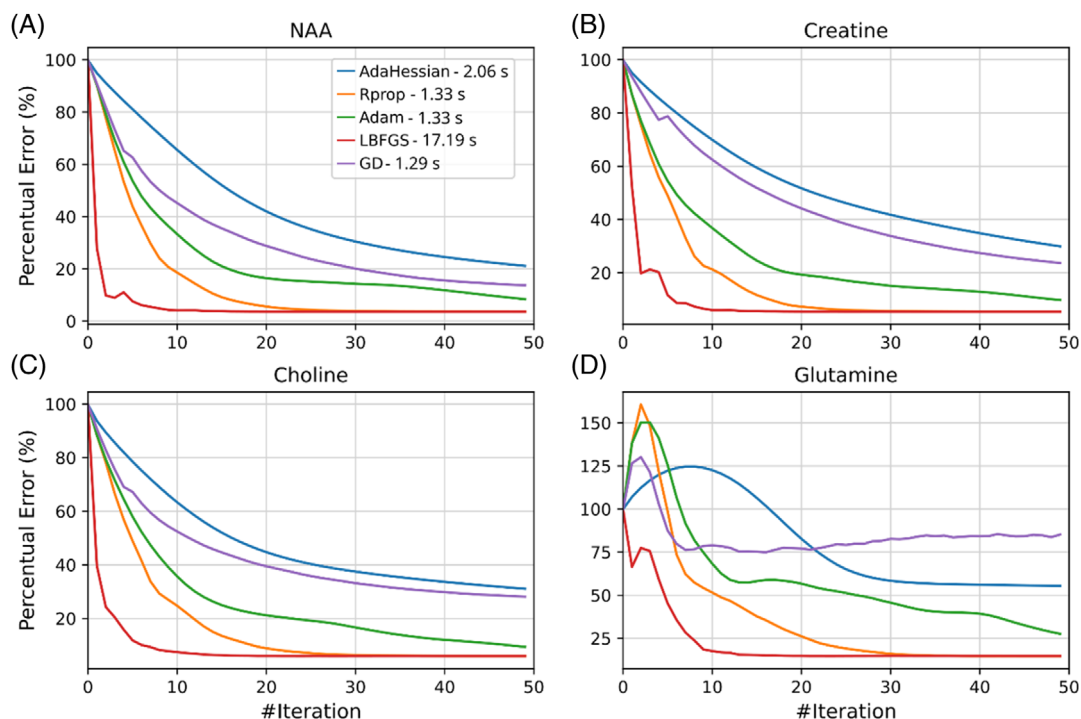 (A)
NAA
Percentual Error (%)
100
80
60
40
20
0
0 10 20 30 40 50
AdaHessian - 2.06 s
Rprop - 1.33 s
Adam - 1.33 s
LBFGS - 17.19 s
GD - 1.29 s
(B)
Creatine
100
80
60
40
20
0 10 20 30 40 50
(C)
Choline
Percentual Error (%)
100
80
60
40
20
0 10 20 30 40 50
#Iteration
(D)
Glutamine
150
125
100
75
50
25
0 10 20 30 40 50
#Iteration